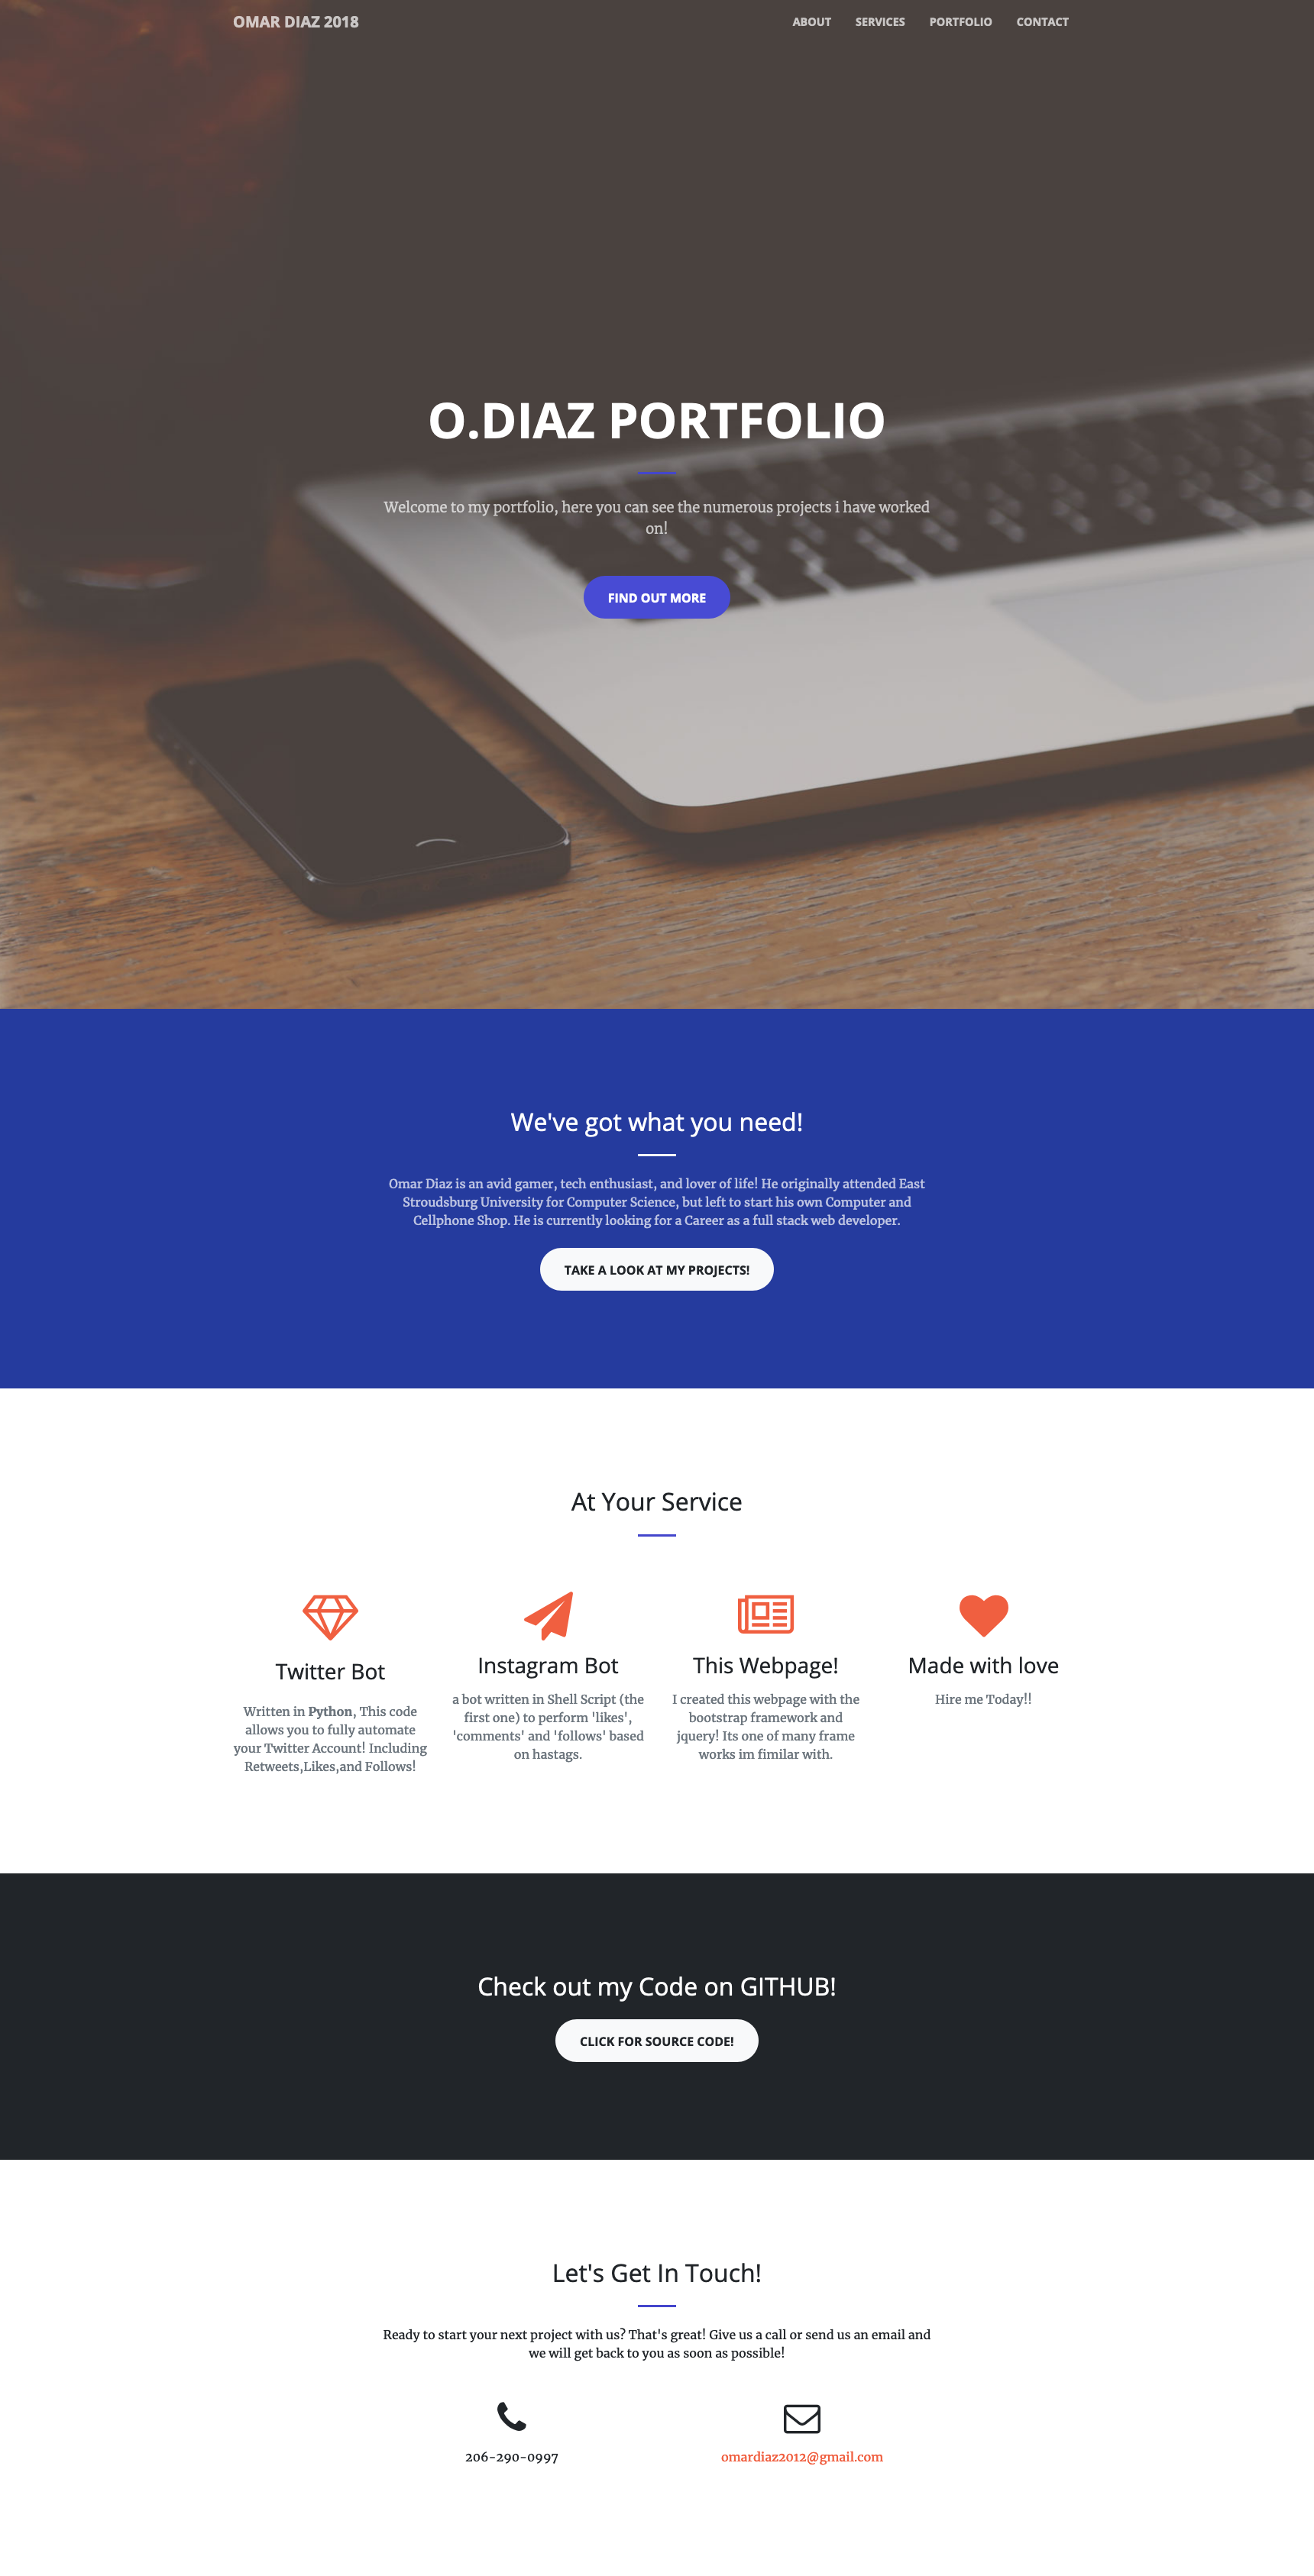 OMAR DIAZ 2018
ABOUT SERVICES PORTFOLIO CONTACT
O.DIAZ PORTFOLIO
Welcome to my portfolio, here you can see the numerous projects i have worked
on!
FIND OUT MORE
We've got what you need!
Omar Diaz is an avid gamer, tech enthusiast, and lover of life! He originally attended East
Stroudsburg University for Computer Science, but left to start his own Computer and
Cellphone Shop. He is currently looking for a Career as a full stack web developer.
TAKE A LOOK AT MY PROJECTS!
At Your Service
Twitter Bot
Written in Python, This code
allows you to fully automate
your Twitter Account! Including
Retweets,Likes,and Follows!
Instagram Bot
a bot written in Shell Script (the
first one) to perform 'likes',
'comments' and 'follows' based
on hastags.
This Webpage!
I created this webpage with the
bootstrap framework and
jquery! Its one of many frame
works im fimilar with.
Made with love
Hire me Today!!
Check out my Code on GITHUB!
CLICK FOR SOURCE CODE!
Let's Get In Touch!
Ready to start your next project with us? That's great! Give us a call or send us an email and
we will get back to you as soon as possible!
206-290-0997
omardiaz2012@gmail.com